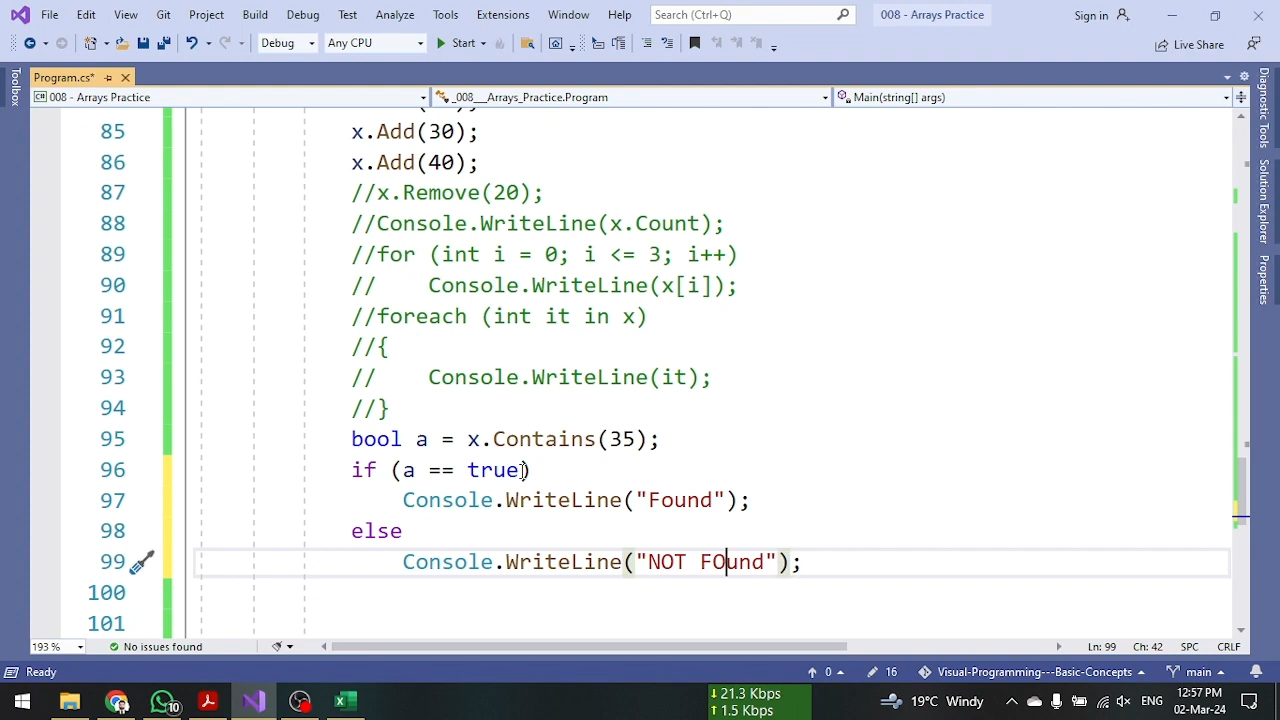 File Edit View Git Project Build Debug Test Analyze Tools Extensions Window Help Search (Ctrl+Q) 008 - Arrays Practice Sign in
Debug Any CPU Start Live Share
Toolbox
Program.cs*
008 - Arrays Practice _008___Arrays_Practice.Program Main(string[] args)
85 x.Add(30);
86 x.Add(40);
87 //x.Remove(20);
88 //Console.WriteLine(x.Count);
89 //for (int i = 0; i <= 3; i++)
90 //    Console.WriteLine(x[i]);
91 //foreach (int it in x)
92 //{
93 //    Console.WriteLine(it);
94 //}
95 bool a = x.Contains(35);
96 if (a == true)
97 Console.WriteLine("Found");
98 else
99 Console.WriteLine("NOT FOund");
100
101
Diagnostic Tools
Solution Explorer
Properties
193 % No issues found Ln: 99 Ch: 42 SPC CRLF
Ready 0 16 Visual-Programming---Basic-Concepts main
10 ↓ 21.3 Kbps 19°C Windy ENG 12:57 PM
↑ 1.5 Kbps 02-Mar-24